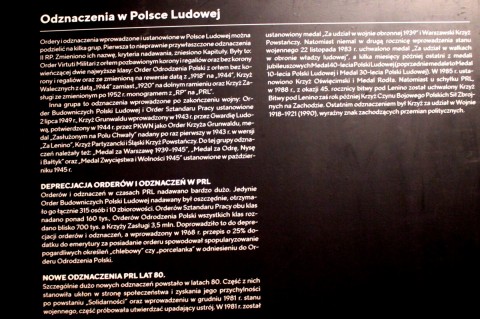 Odznaczenia w Polsce Ludowej
Ordery i odznaczenia wprowadzone i ustanowione w Polsce Ludowej można
podzielić na kilka grup. Pierwsza to nieprawnie przywłaszczone odznaczenia
II RP. Zmieniono ich nazwę, kryteria nadawania, zniesiono Kapituły. Były to:
Order Virtuti Militari z orłem pozbawionym korony i regaliów oraz bez korony
wieńczącej dwie najwyższe klasy. Order Odrodzenia Polski z orłem bez ko-
rony i regaliów oraz ze zmienioną na rewersie datą z „1918” na „1944”, Krzyż
Walecznych z datą „1944” zamiast „1920” na dolnym ramieniu oraz Krzyż Za-
sługi ze zmienionym po 1952 r. monogramem z „RP” na „PRL”.
Inna grupa to odznaczenia wprowadzone po zakończeniu wojny. Or-
der Budowniczych Polski Ludowej i Order Sztandaru Pracy ustanowione
2 lipca 1949 r., Krzyż Grunwaldu wprowadzony w 1943 r. przez Gwardię Ludo-
wą, potwierdzony w 1944 r. przez PKWN jako Order Krzyża Grunwaldu, me-
dal „Zasłużonym na Polu Chwały” nadany po raz pierwszy w 1943 r. w wersji
„Za Lenino”, Krzyż Partyzancki i Śląski Krzyż Powstańczy. Do tej grupy odzna-
czeń należały też: „Medal za Warszawę 1939-1945”, „Medal za Odrę, Nysę
i Bałtyk” oraz „Medal Zwycięstwa i Wolności 1945” ustanowione w paździer-
niku 1945 r.
DEPRECJACJA ORDERÓW I ODZNACZEŃ W PRL
Orderów i odznaczeń w czasach PRL nadawano bardzo dużo. Jedynie
Order Budowniczych Polski Ludowej nadawany był oszczędnie, otrzyma-
ło go łącznie 315 osób i 10 zbiorowości. Orderów Sztandaru Pracy obu klas
nadano ponad 160 tys., Orderów Odrodzenia Polski wszystkich klas roz-
dano blisko 700 tys. a Krzyży Zasługi 3,5 mln. Doprowadziło to do depre-
cjacji orderów i odznaczeń, a wprowadzony w 1968 r. przepis o 25% doda-
tku do emerytury za posiadanie orderu spowodował spopularyzowanie
pogardliwych określeń „chlebowy” czy „porcelanka” w odniesieniu do Or-
deru Odrodzenia Polski.
NOWE ODZNACZENIA PRL LAT 80.
Szczególnie dużo nowych odznaczeń powstało w latach 80. Część z nich
stanowiła ukłon w stronę społeczeństwa i zyskania jego przychylności
po powstaniu „Solidarności” oraz wprowadzeniu w grudniu 1981 r. stanu
wojennego, część próbowała utwierdzać upadający ustrój. W 1981 r. został
ustanowiony medal „Za udział w wojnie obronnej 1939” i Warszawski Krzyż
Powstańczy. Natomiast niemal w drugą rocznicę wprowadzenia stanu
wojennego 22 listopada 1983 r. uchwalono medal „Za udział w walkach
w obronie władzy ludowej”, a kilka miesięcy później ostatni z medali
jubileuszowych Medal 40-lecia Polski Ludowej (poprzednie medale to Medal
10-lecia Polski Ludowej i Medal 30-lecia Polski Ludowej). W 1985 r. usta-
nowiono Krzyż Oświęcimski i Medal Rodła. Natomiast u schyłku PRL,
w 1988 r., z okazji 45. rocznicy bitwy pod Lenino został uchwalony Krzyż
Bitwy pod Lenino zaś rok później Krzyż Czynu Bojowego Polskich Sił Zbroj-
nych na Zachodzie. Ostatnim odznaczeniem był Krzyż za udział w Wojnie
1918-1921 (1990), wyraźny znak zachodzących przemian politycznych.